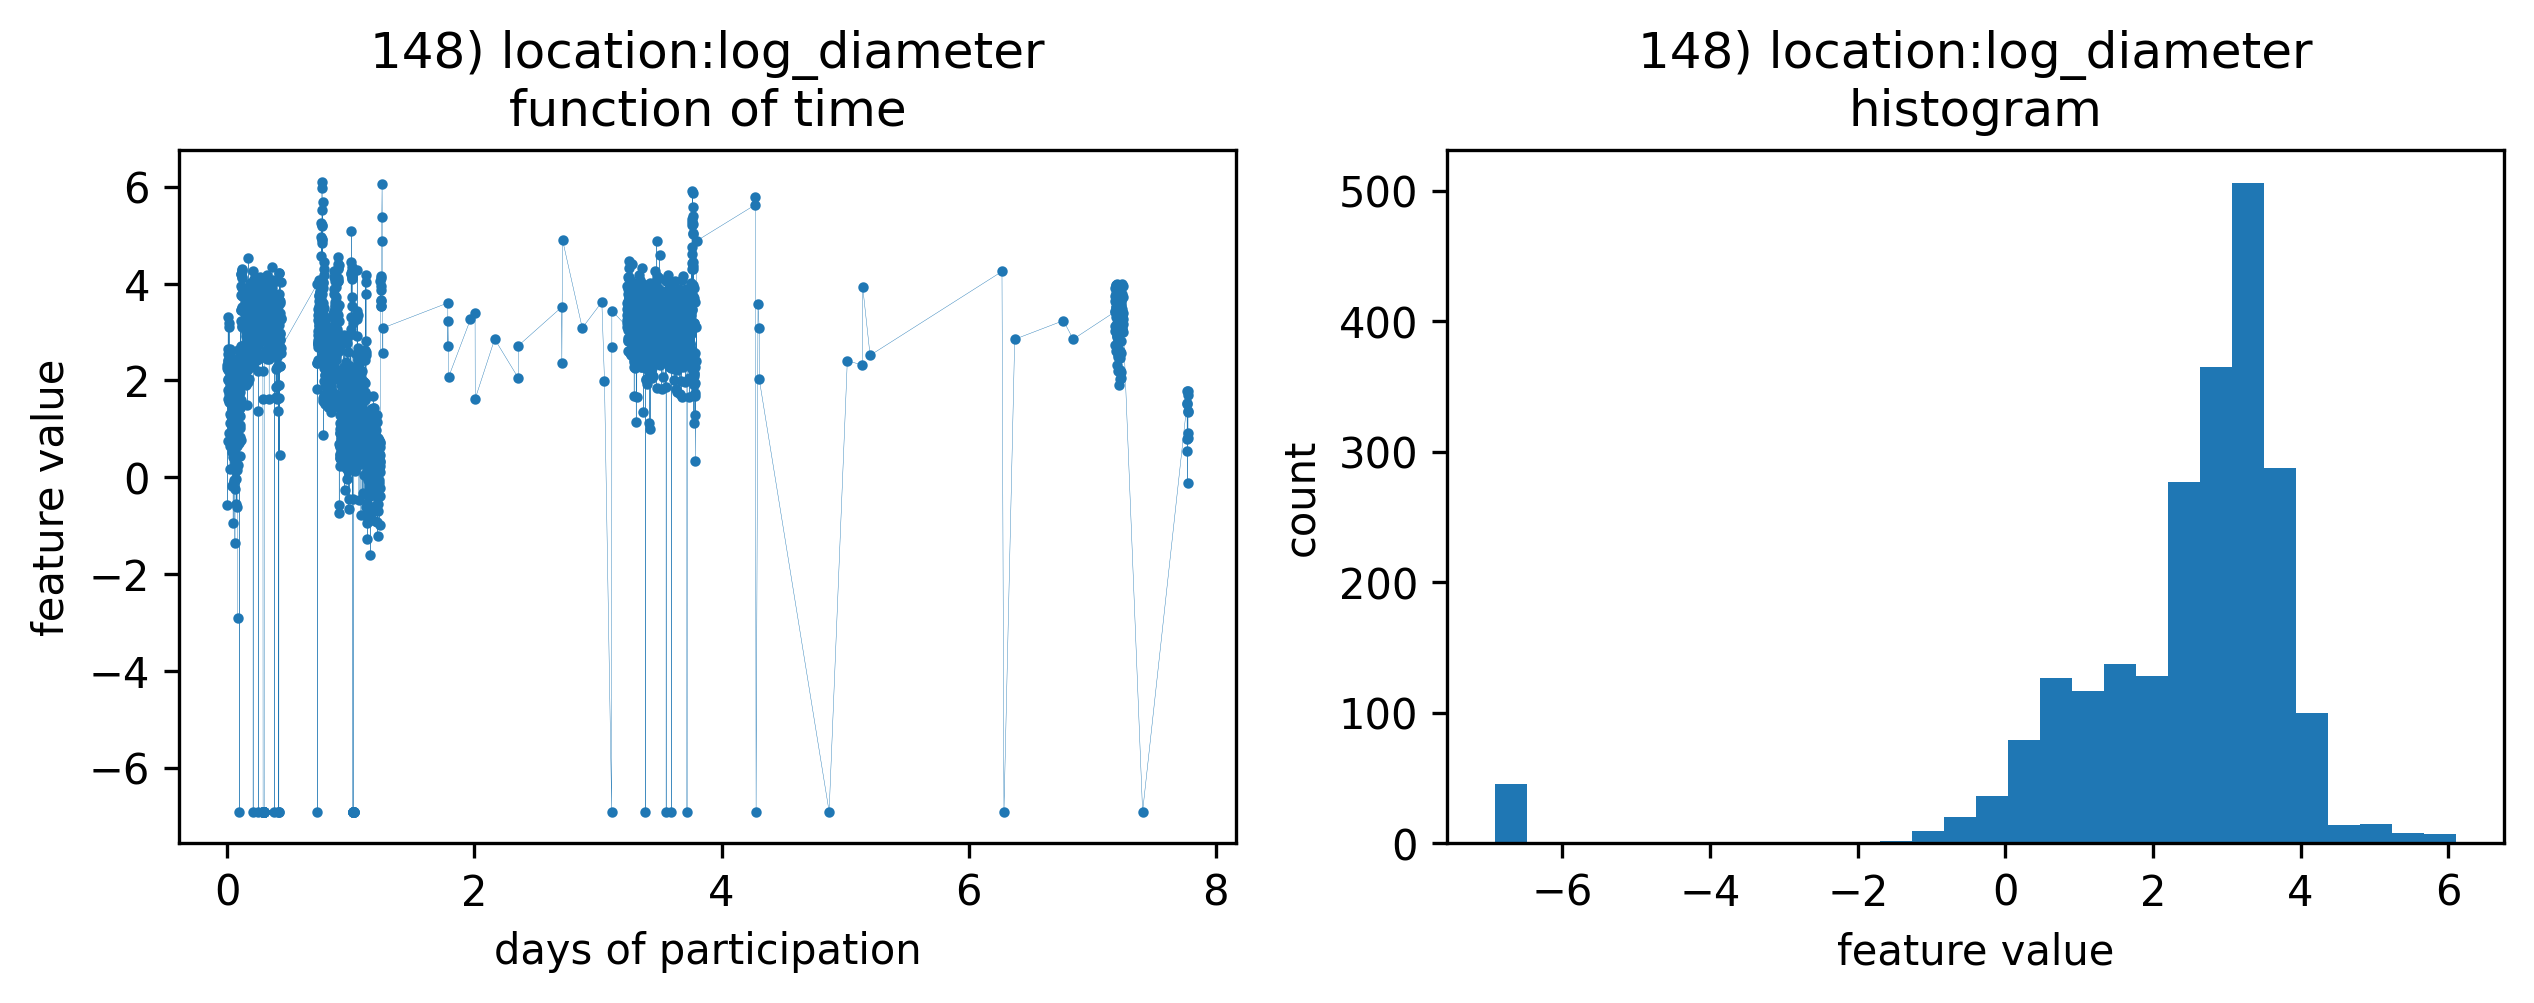 148) location:log_diameter
function of time
feature value
6
4
2
0
−2
−4
−6
0 2 4 6 8
days of participation
148) location:log_diameter
histogram
count
500
400
300
200
100
0
−6 −4 −2 0 2 4 6
feature value